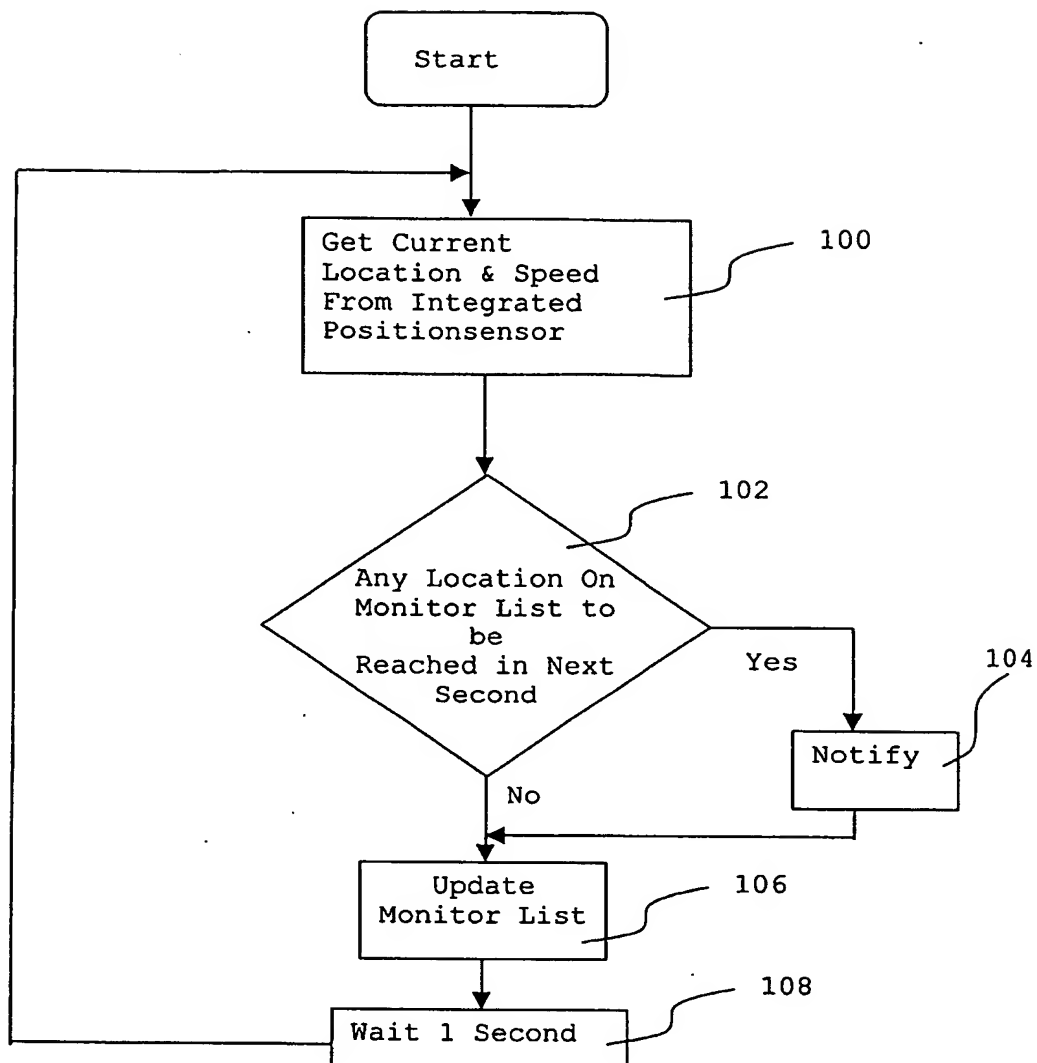 Start
Get Current
Location & Speed
From Integrated
Positionsensor
100
102
Any Location On
Monitor List to
be
Reached in Next
Second
Yes
104
Notify
No
Update
Monitor List
106
108
Wait 1 Second